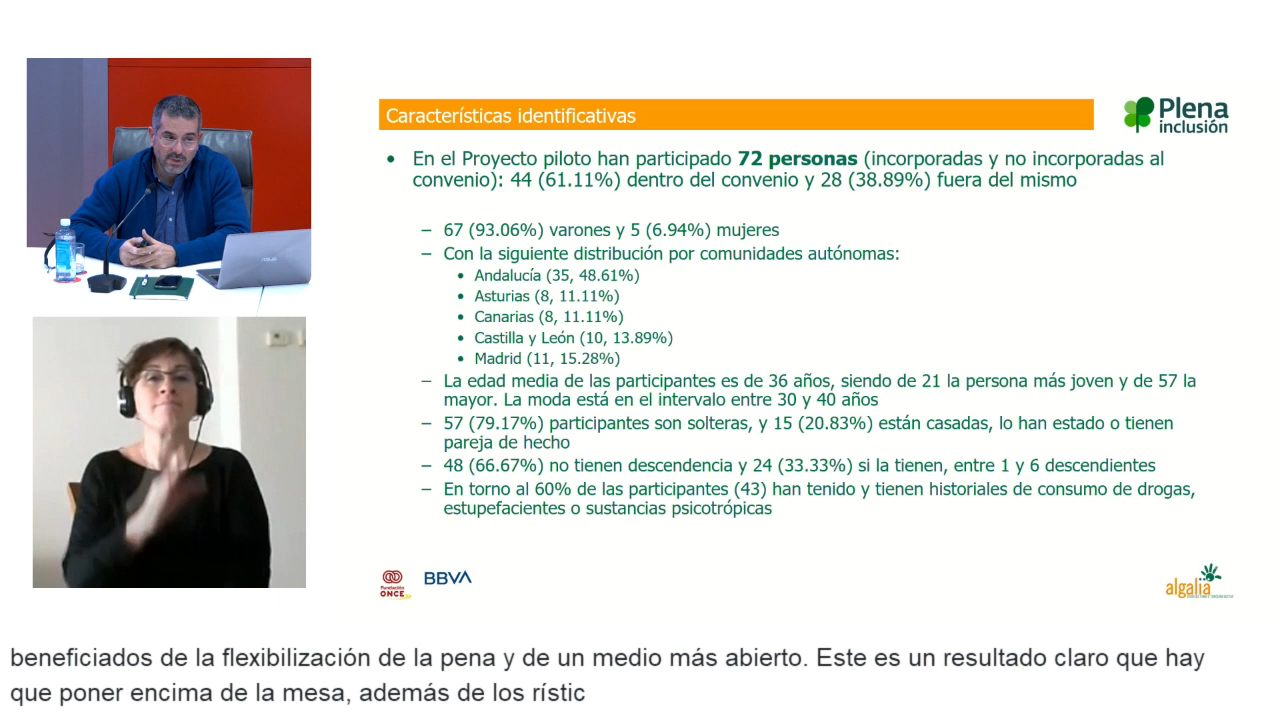 Características identificativas
Plena
inclusión
• En el Proyecto piloto han participado 72 personas (incorporadas y no incorporadas al
convenio): 44 (61.11%) dentro del convenio y 28 (38.89%) fuera del mismo
– 67 (93.06%) varones y 5 (6.94%) mujeres
– Con la siguiente distribución por comunidades autónomas:
• Andalucía (35, 48.61%)
• Asturias (8, 11.11%)
• Canarias (8, 11.11%)
• Castilla y León (10, 13.89%)
• Madrid (11, 15.28%)
– La edad media de las participantes es de 36 años, siendo de 21 la persona más joven y de 57 la
mayor. La moda está en el intervalo entre 30 y 40 años
– 57 (79.17%) participantes son solteras, y 15 (20.83%) están casadas, lo han estado o tienen
pareja de hecho
– 48 (66.67%) no tienen descendencia y 24 (33.33%) si la tienen, entre 1 y 6 descendientes
– En torno al 60% de las participantes (43) han tenido y tienen historiales de consumo de drogas,
estupefacientes o sustancias psicotrópicas
Fundación
ONCE
BBVA
algalia
beneficiados de la flexibilización de la pena y de un medio más abierto. Este es un resultado claro que hay
que poner encima de la mesa, además de los rístic